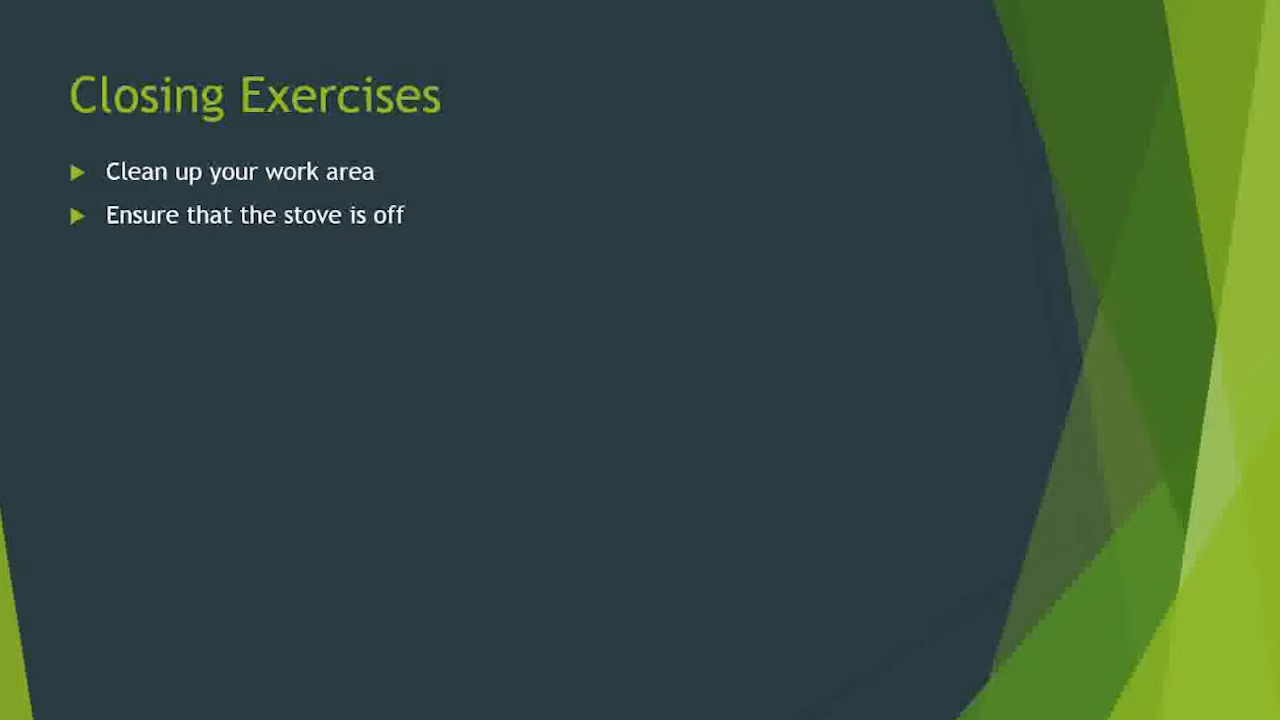 Closing Exercises
Clean up your work area
Ensure that the stove is off